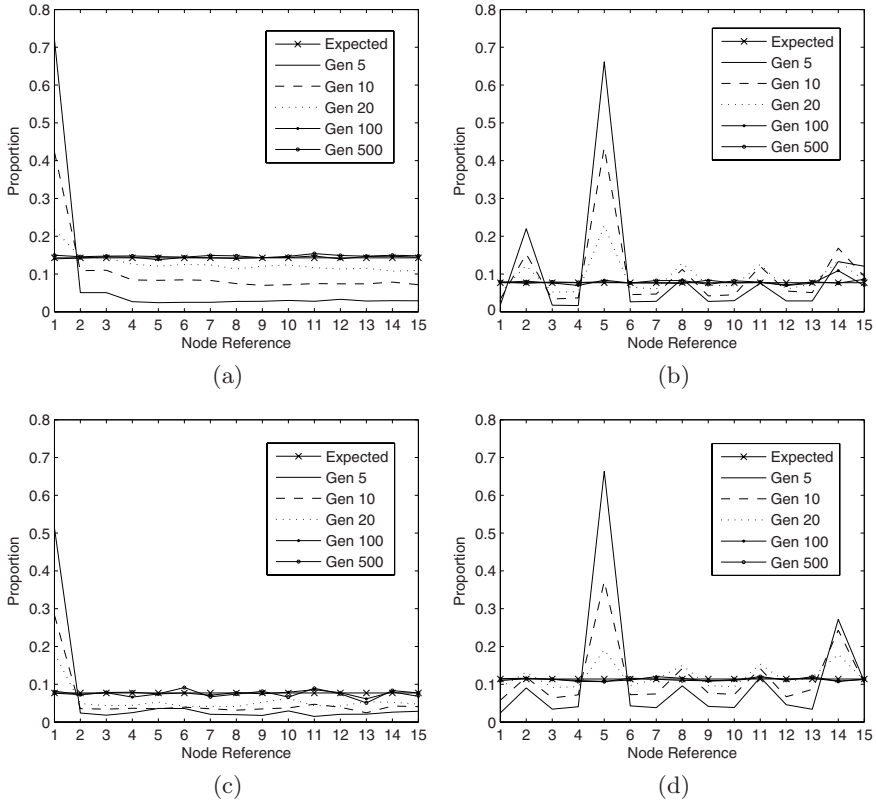 0.8
0.7
0.6
0.5
0.4
0.3
0.2
0.1
0
Proportion
Expected
Gen 5
Gen 10
Gen 20
Gen 100
Gen 500
1 2 3 4 5 6 7 8 9 10 11 12 13 14 15
Node Reference
(a)
0.8
0.7
0.6
0.5
0.4
0.3
0.2
0.1
0
Proportion
Expected
Gen 5
Gen 10
Gen 20
Gen 100
Gen 500
1 2 3 4 5 6 7 8 9 10 11 12 13 14 15
Node Reference
(b)
0.8
0.7
0.6
0.5
0.4
0.3
0.2
0.1
0
Proportion
Expected
Gen 5
Gen 10
Gen 20
Gen 100
Gen 500
1 2 3 4 5 6 7 8 9 10 11 12 13 14 15
Node Reference
(c)
0.8
0.7
0.6
0.5
0.4
0.3
0.2
0.1
0
Proportion
Expected
Gen 5
Gen 10
Gen 20
Gen 100
Gen 500
1 2 3 4 5 6 7 8 9 10 11 12 13 14 15
Node Reference
(d)